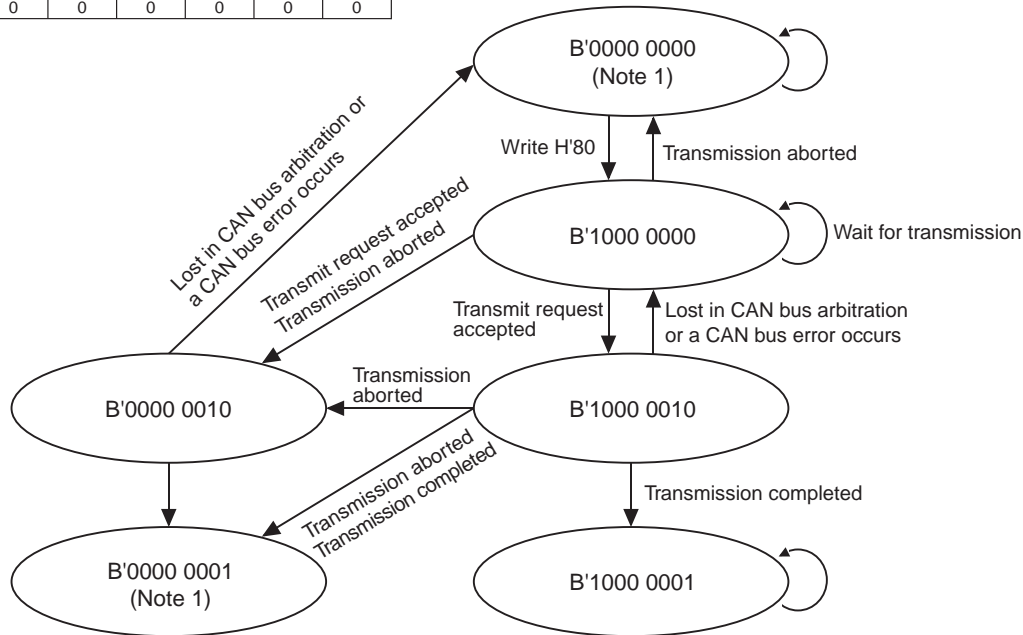 0 0 0 0 0 0
B'0000 0000
(Note 1)
Lost in CAN bus arbitration or
a CAN bus error occurs
Write H'80
Transmission aborted
Transmit request accepted
Transmission aborted
B'1000 0000
Wait for transmission
Transmit request
accepted
Lost in CAN bus arbitration
or a CAN bus error occurs
B'0000 0010
Transmission
aborted
B'1000 0010
Transmission aborted
Transmission completed
Transmission completed
B'0000 0001
(Note 1)
B'1000 0001